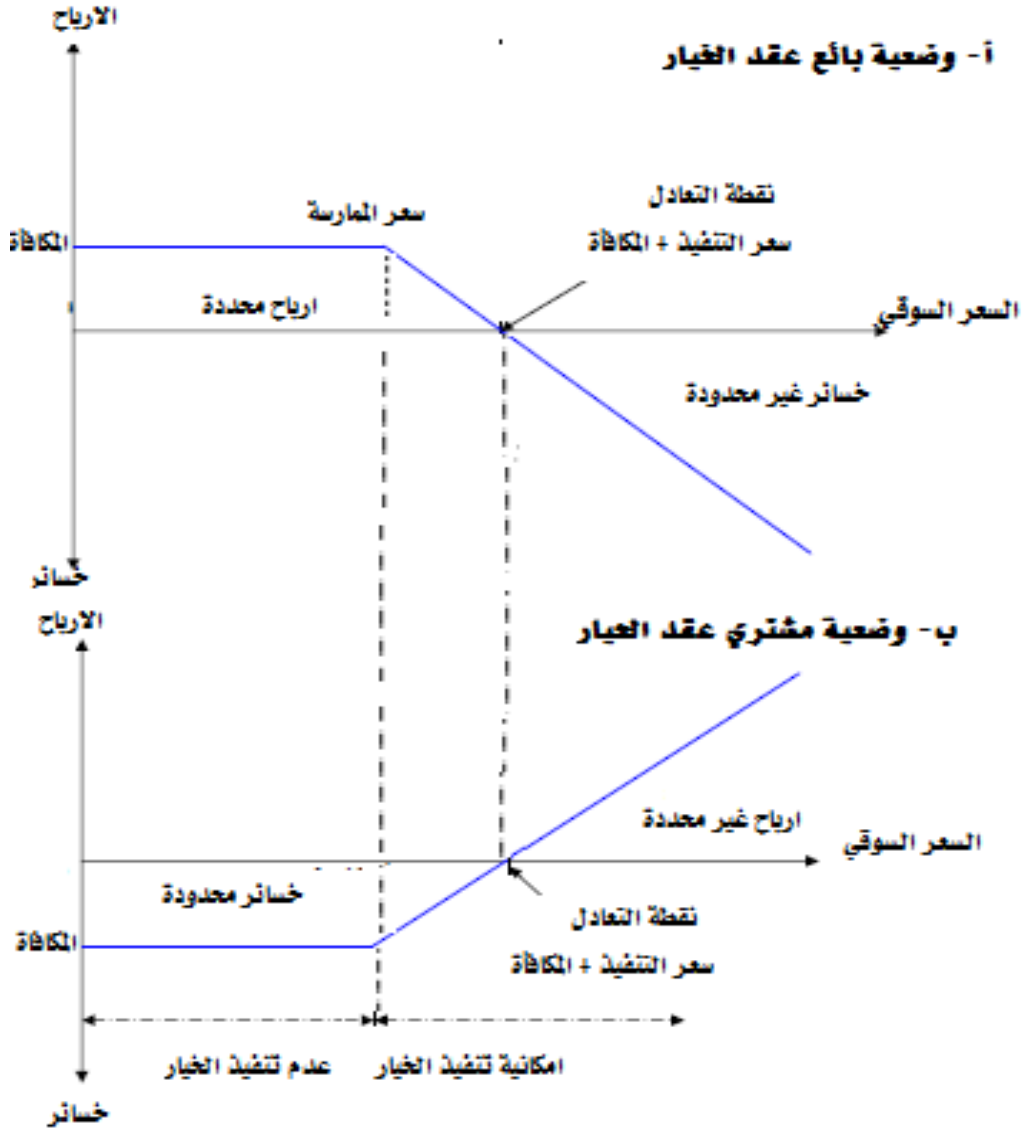 الارباح
أ- وضعية بائع عقد الخيار
نقطة التعادل
سعر التنفيذ + المكافأة
سعر الممارسة
المكافأة
ارباح محددة
السعر السوقي
خسائر غير محدودة
خسائر
الارباح
ب- وضعية مشتري عقد الخيار
ارباح غير محددة
السعر السوقي
خسائر محدودة
نقطة التعادل
المكافأة
سعر التنفيذ + المكافأة
عدم تنفيذ الخيار
امكانية تنفيذ الخيار
خسائر